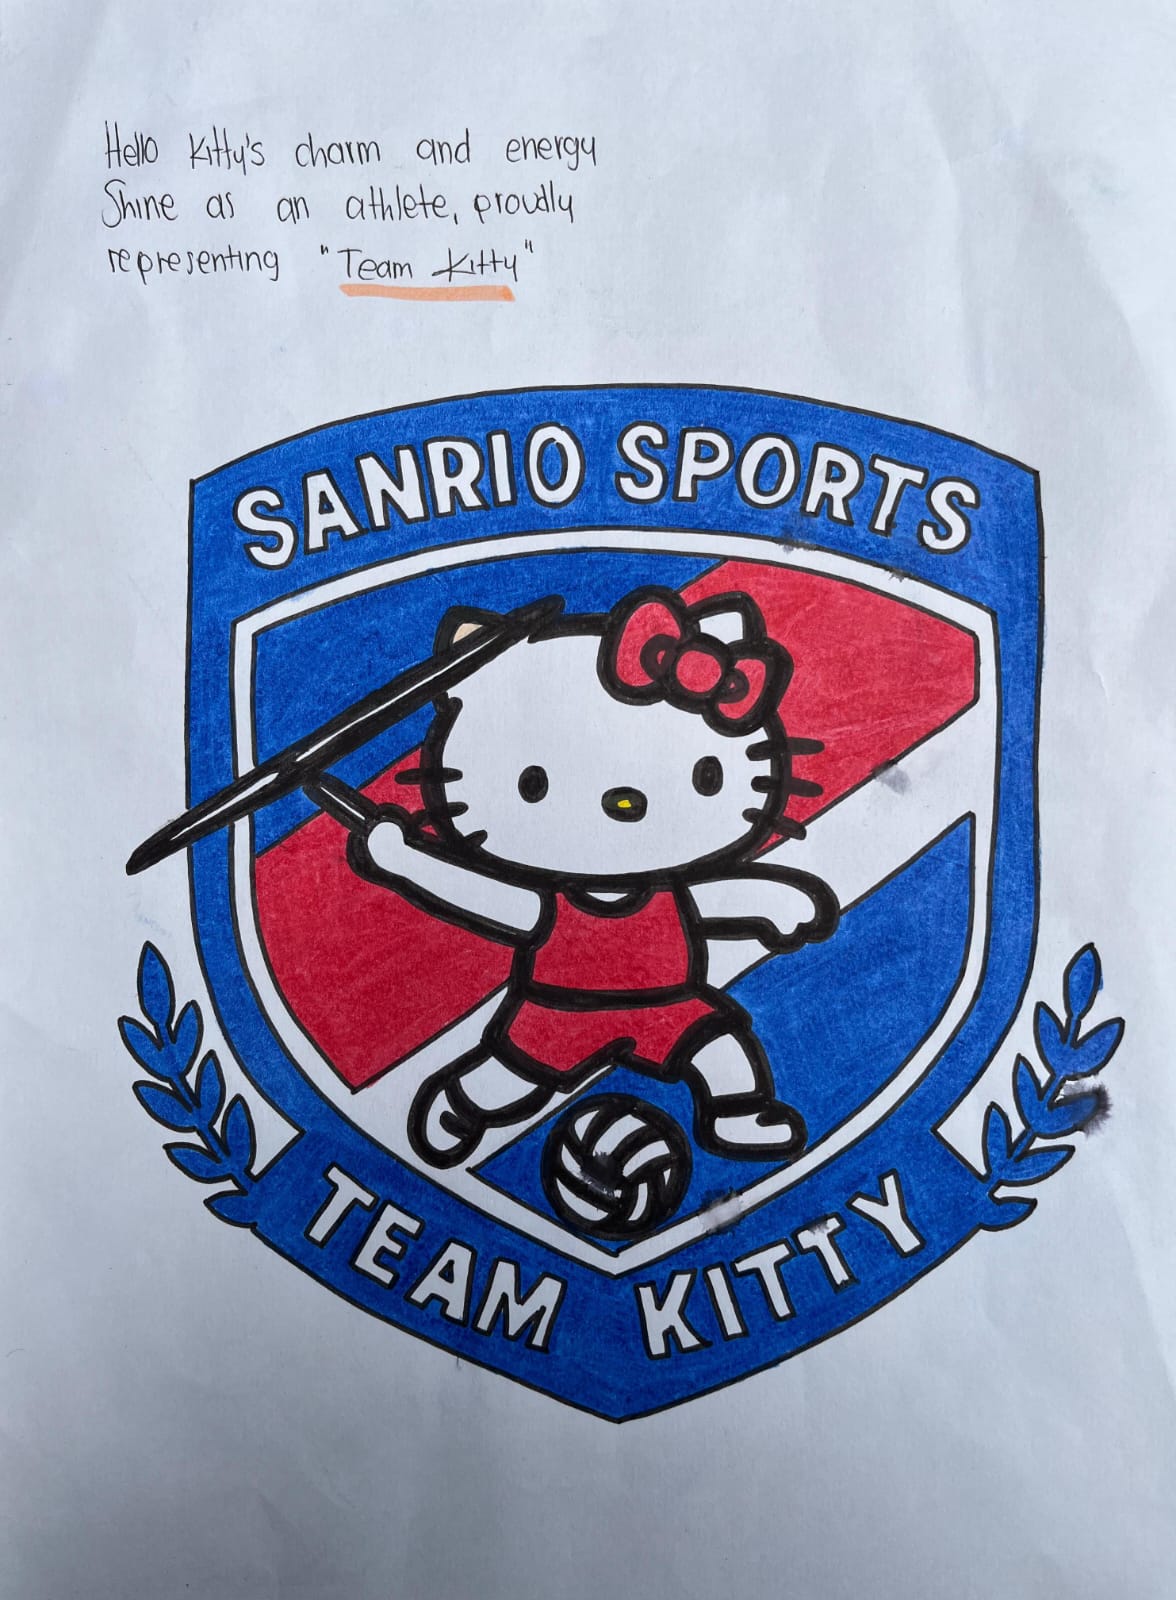 Hello Kitty's charm and energy
Shine as an athlete, proudly
representing "Team Kitty"
SANRIO SPORTS
TEAM KITTY